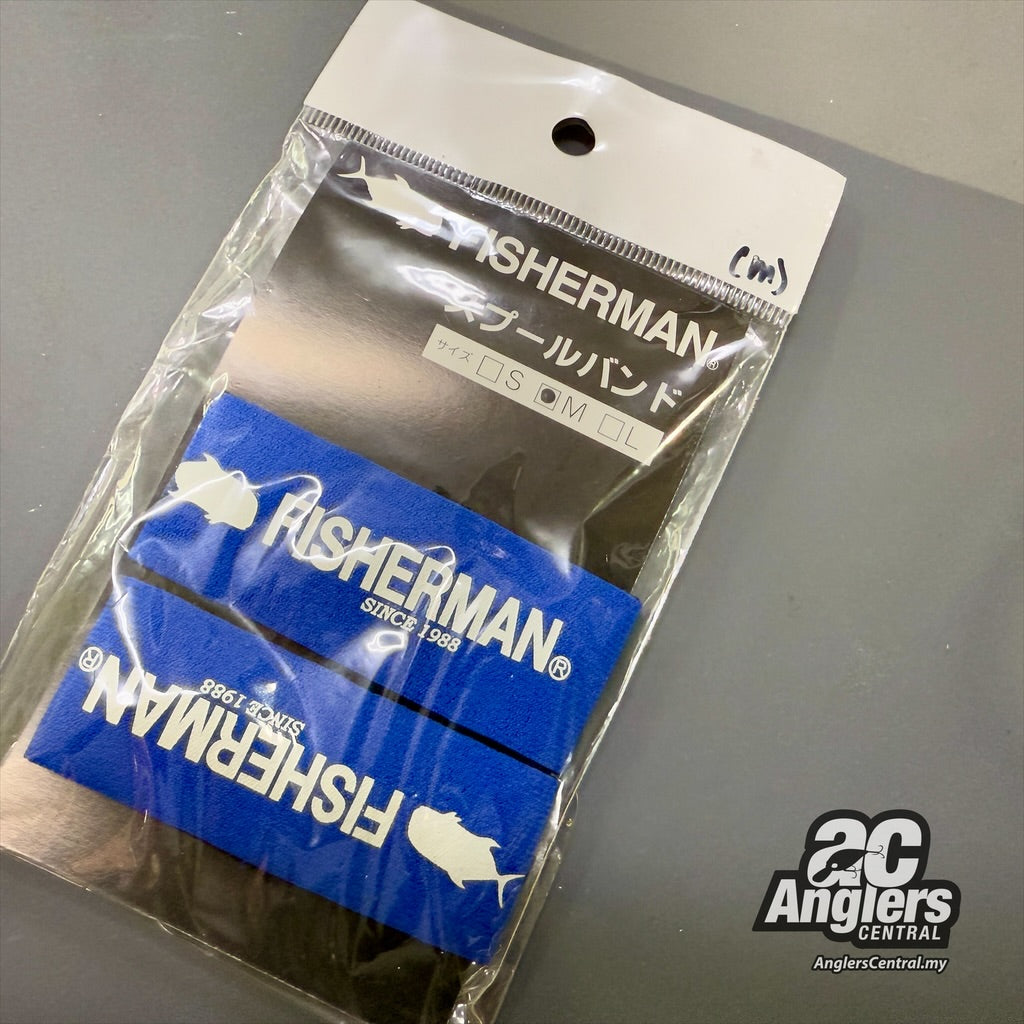 (m)
FISHERMAN®
スプールバンド
サイズ □ S ☑ M □ L
FISHERMAN®
SINCE 1988
FISHERMAN®
SINCE 1988
ac
Anglers
CENTRAL
AnglersCentral.my